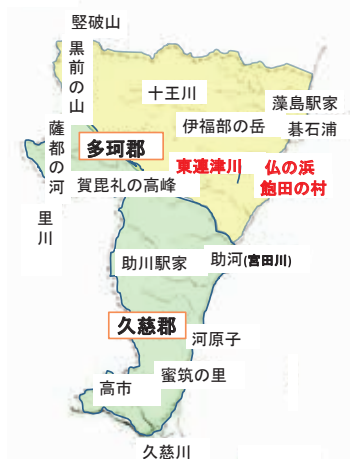 竪破山
黒前の山
十王川
藻島駅家
伊福部の岳
碁石浦
薩都の河
多珂郡
東連津川
仏の浜
飽田の村
賀毘礼の高峰
里川
助川駅家
助河(宮田川)
久慈郡
河原子
蜜筑の里
高市
久慈川